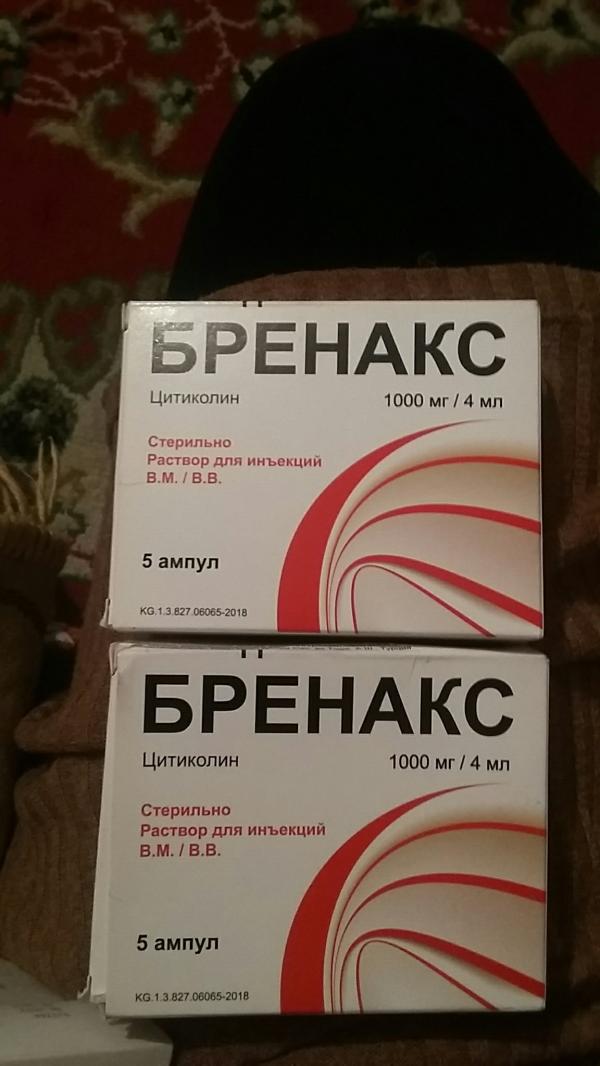 БРЕНАКС
Цитиколин
1000 мг / 4 мл
Стерильно
Раствор для инъекций
В.М. / В.В.
5 ампул
KG.1.3.827.06065-2018
БРЕНАКС
Цитиколин
1000 мг / 4 мл
Стерильно
Раствор для инъекций
В.М. / В.В.
5 ампул
KG.1.3.827.06065-2018